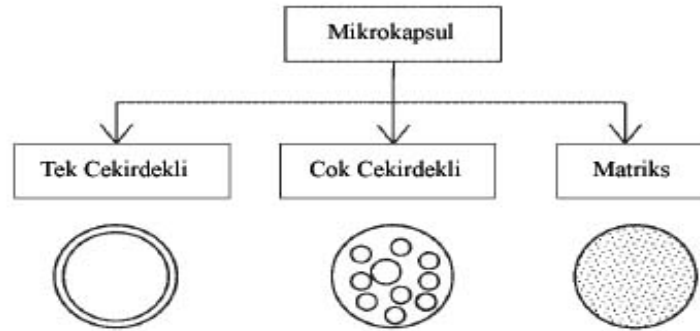 Mikrokapsul
Tek Cekirdekli
Cok Cekirdekli
Matriks